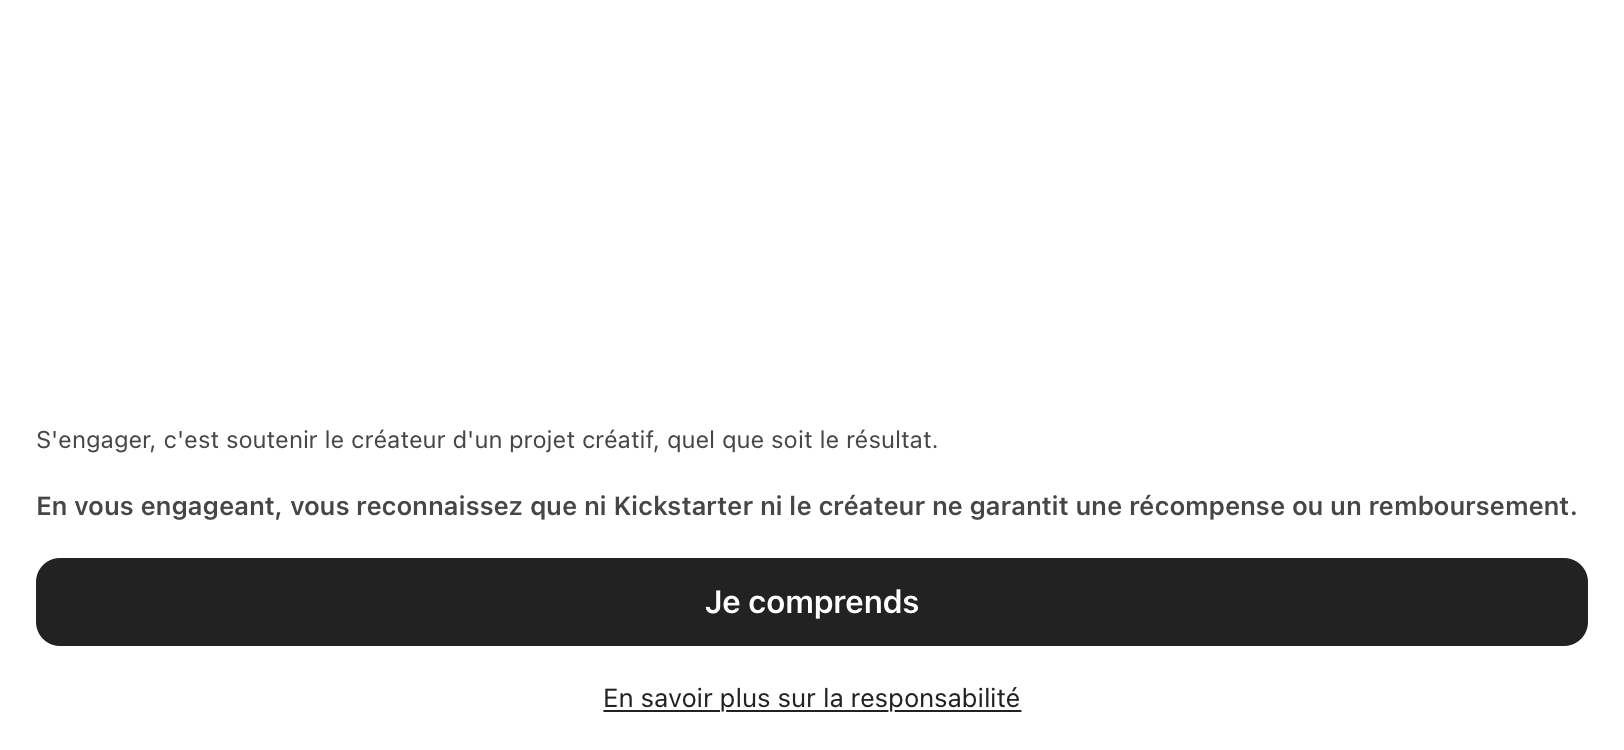 S'engager, c'est soutenir le créateur d'un projet créatif, quel que soit le résultat.
En vous engageant, vous reconnaissez que ni Kickstarter ni le créateur ne garantit une récompense ou un remboursement.
Je comprends
En savoir plus sur la responsabilité